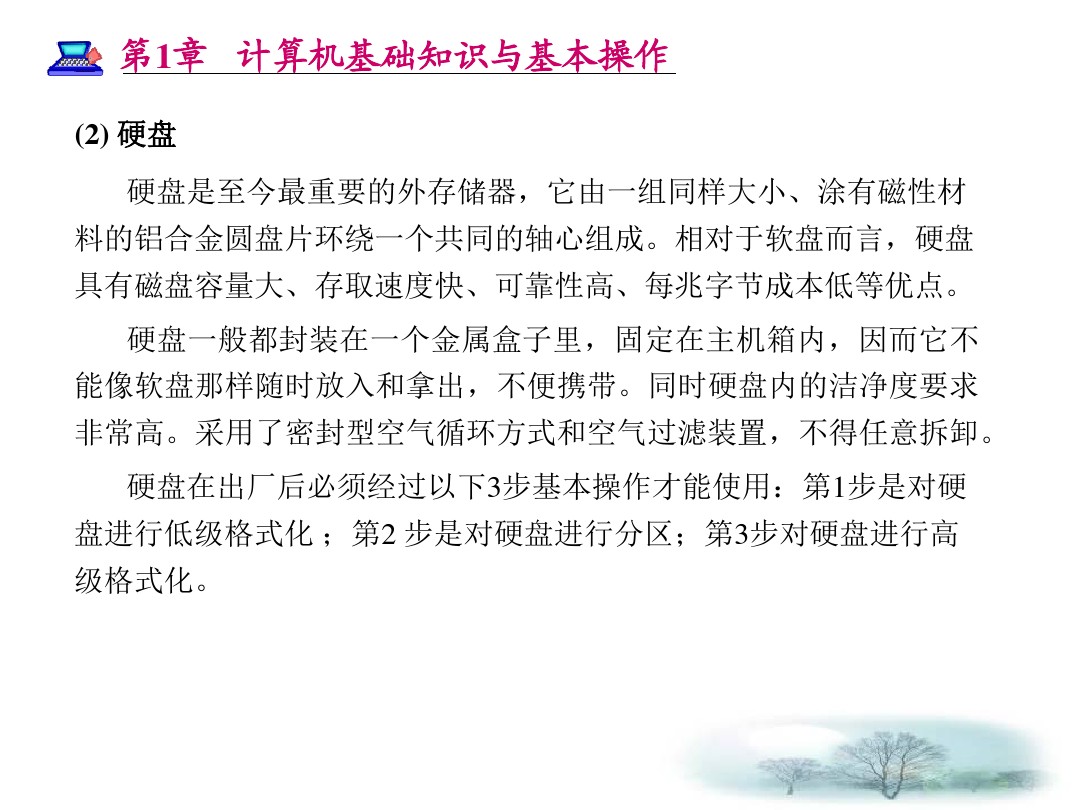 第1章 计算机基础知识与基本操作
(2) 硬盘
硬盘是至今最重要的外存储器，它由一组同样大小、涂有磁性材
料的铝合金圆盘片环绕一个共同的轴心组成。相对于软盘而言，硬盘
具有磁盘容量大、存取速度快、可靠性高、每兆字节成本低等优点。
硬盘一般都封装在一个金属盒子里，固定在主机箱内，因而它不
能像软盘那样随时放入和拿出，不便携带。同时硬盘内的洁净度要求
非常高。采用了密封型空气循环方式和空气过滤装置，不得任意拆卸。
硬盘在出厂后必须经过以下3步基本操作才能使用：第1步是对硬
盘进行低级格式化 ；第2 步是对硬盘进行分区；第3步对硬盘进行高
级格式化。